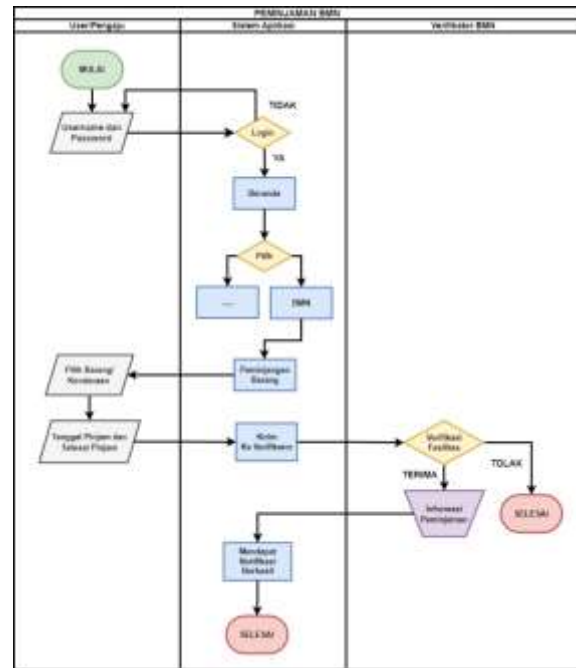 PEMINJAMAN BMN
User/Pengaju
Sistem Aplikasi
Verifikator BMN
MULAI
Username dan
Password
TIDAK
Login
YA
Beranda
Pilih
.....
BMN
Peminjaman
Barang
Pilih Barang/
Kendaraan
Tanggal Pinjam dan
Selesai Pinjam
Kirim
Ke Verifikator
Verifikasi
Fasilitas
TERIMA
TOLAK
Informasi
Peminjaman
SELESAI
Mendapat
Notifikasi
Berhasil
SELESAI